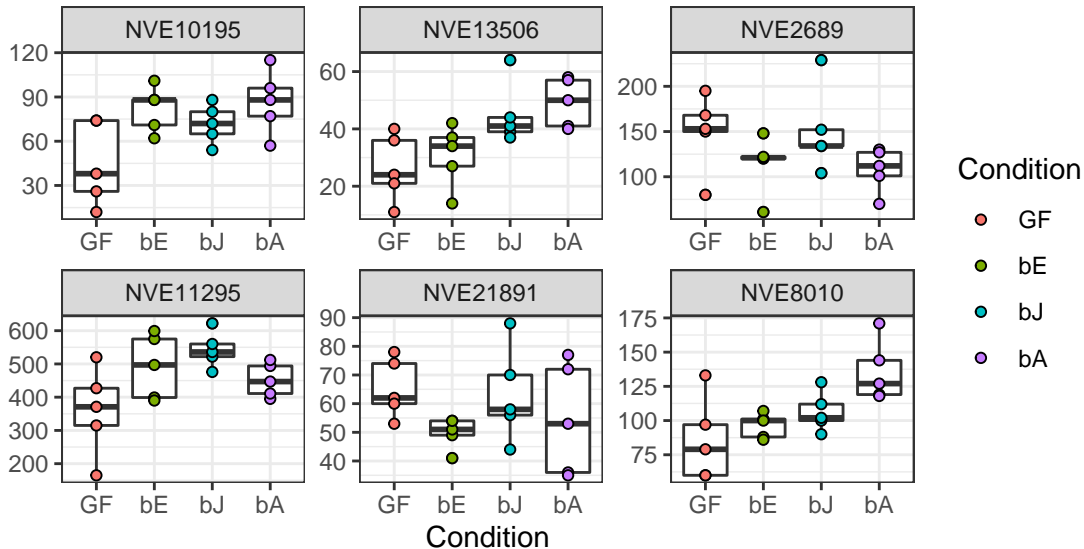 NVE10195 NVE13506 NVE2689
120
90
60
30
60
40
20
200
150
100
GF bE bJ bA GF bE bJ bA GF bE bJ bA
NVE11295 NVE21891 NVE8010
600
500
400
300
200
90
80
70
60
50
40
175
150
125
100
75
GF bE bJ bA GF bE bJ bA GF bE bJ bA
Condition
Condition
GF
bE
bJ
bA